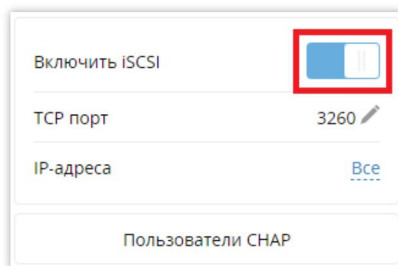 Включить iSCSI
TCP порт 3260
IP-адреса Все
Пользователи CHAP